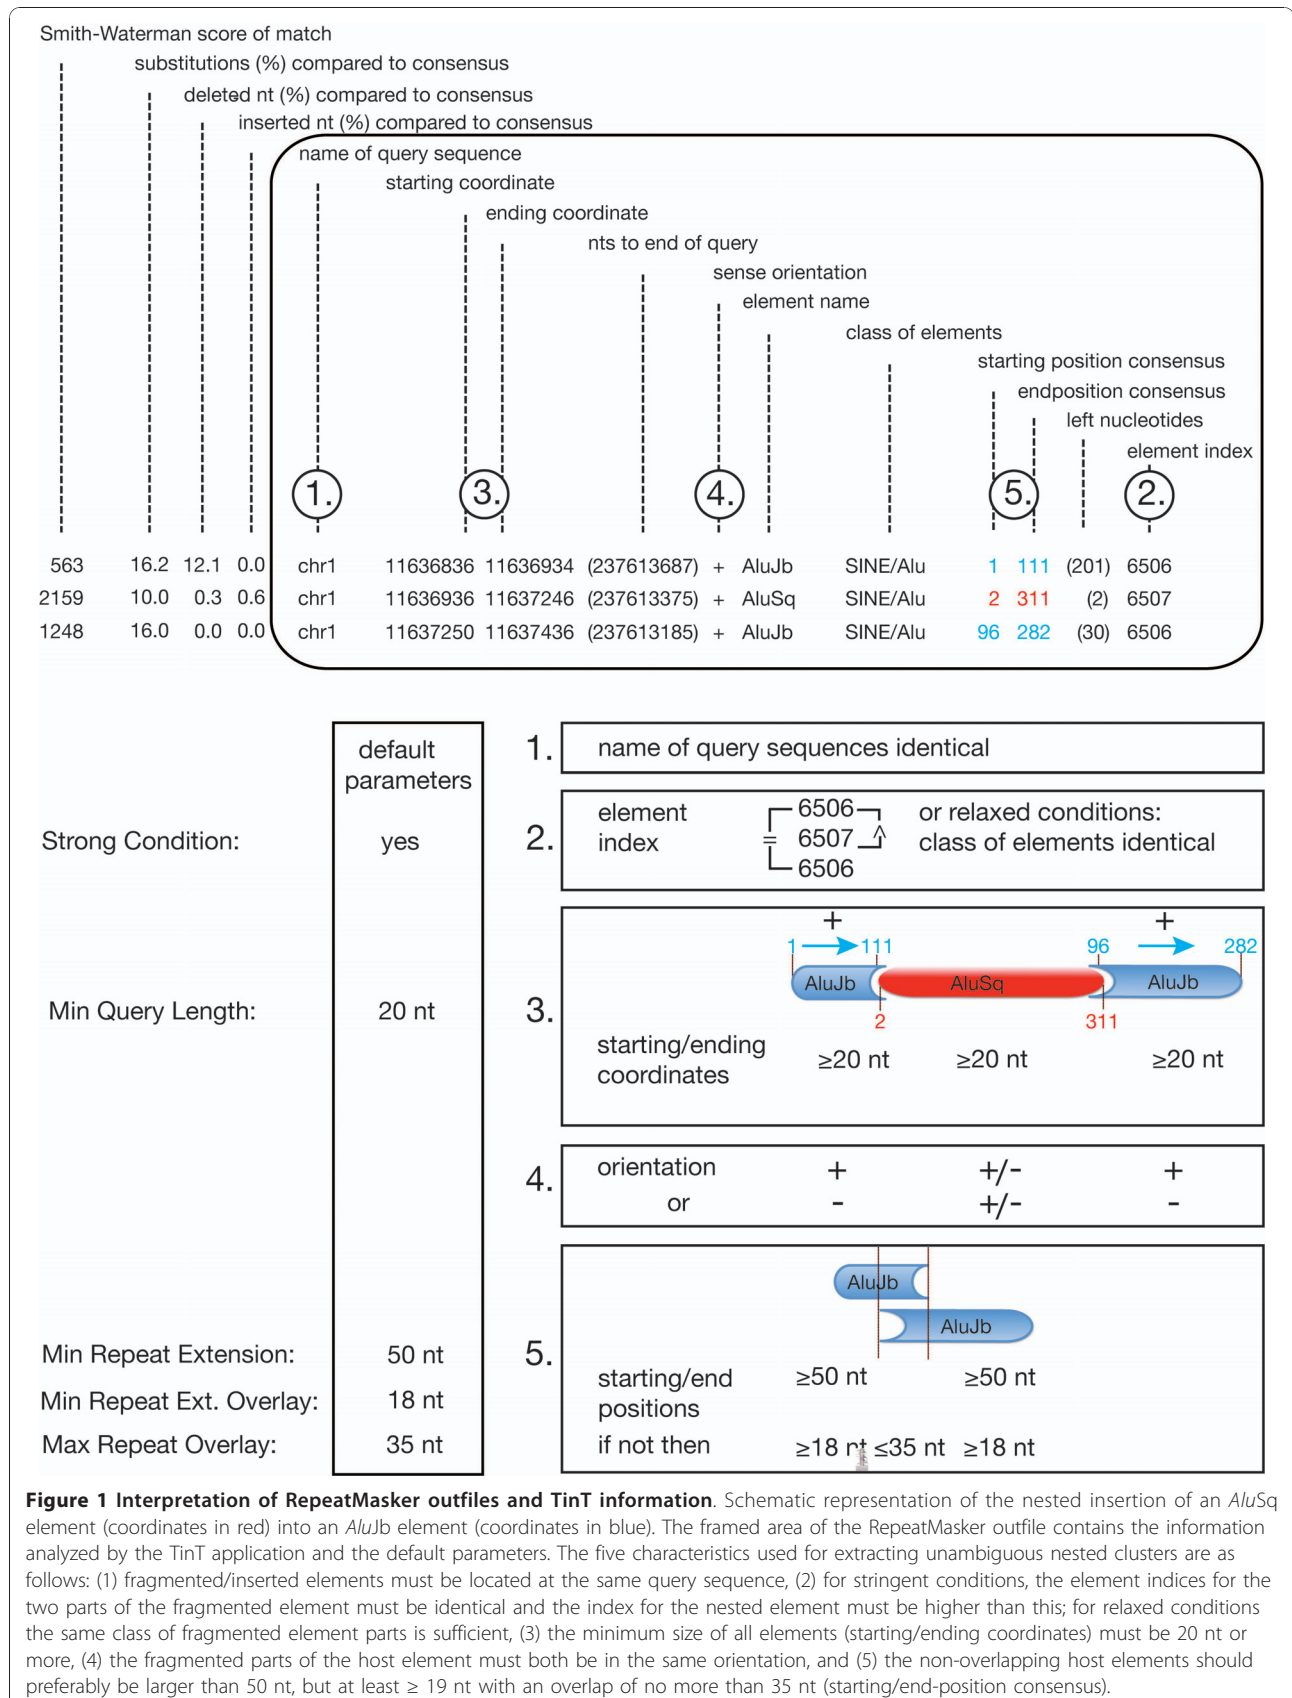 Smith-Waterman score of match
substitutions (%) compared to consensus
deleted nt (%) compared to consensus
inserted nt (%) compared to consensus
name of query sequence
starting coordinate
ending coordinate
nts to end of query
sense orientation
element name
class of elements
starting position consensus
endposition consensus
left nucleotides
element index
1. 3. 4. 5. 2.
563 16.2 12.1 0.0 chr1 11636836 11636934 (237613687) + AluJb SINE/Alu 1 111 (201) 6506
2159 10.0 0.3 0.6 chr1 11636936 11637246 (237613375) + AluSq SINE/Alu 2 311 (2) 6507
1248 16.0 0.0 0.0 chr1 11637250 11637436 (237613185) + AluJb SINE/Alu 96 282 (30) 6506
default
parameters
1. name of query sequences identical
Strong Condition: yes
2. element
index
= 6506
6507 ^
6506
or relaxed conditions:
class of elements identical
Min Query Length: 20 nt
3.
+ +
1 111 96 282
AluJb AluSq AluJb
2 311
starting/ending
coordinates
≥20 nt ≥20 nt ≥20 nt
4. orientation + +/- +
or - +/- -
AluJb
AluJb
Min Repeat Extension: 50 nt
Min Repeat Ext. Overlay: 18 nt
Max Repeat Overlay: 35 nt
5.
starting/end
positions
≥50 nt ≥50 nt
if not then ≥18 nt ≤35 nt ≥18 nt
Figure 1 Interpretation of RepeatMasker outfiles and TinT information. Schematic representation of the nested insertion of an AluSq
element (coordinates in red) into an AluJb element (coordinates in blue). The framed area of the RepeatMasker outfile contains the information
analyzed by the TinT application and the default parameters. The five characteristics used for extracting unambiguous nested clusters are as
follows: (1) fragmented/inserted elements must be located at the same query sequence, (2) for stringent conditions, the element indices for the
two parts of the fragmented element must be identical and the index for the nested element must be higher than this; for relaxed conditions
the same class of fragmented element parts is sufficient, (3) the minimum size of all elements (starting/ending coordinates) must be 20 nt or
more, (4) the fragmented parts of the host element must both be in the same orientation, and (5) the non-overlapping host elements should
preferably be larger than 50 nt, but at least ≥ 19 nt with an overlap of no more than 35 nt (starting/end-position consensus).